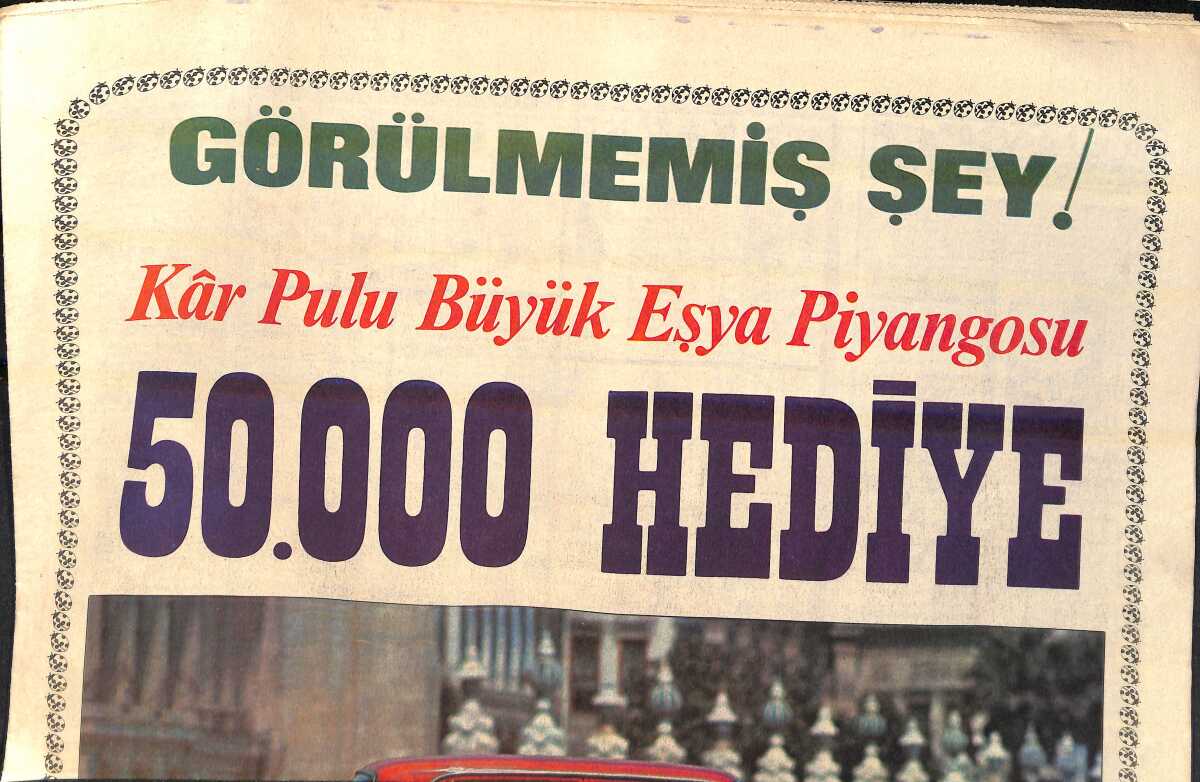 GÖRÜLMEMİŞ ŞEY!
Kâr Pulu Büyük Eşya Piyangosu
50.000 HEDİYE